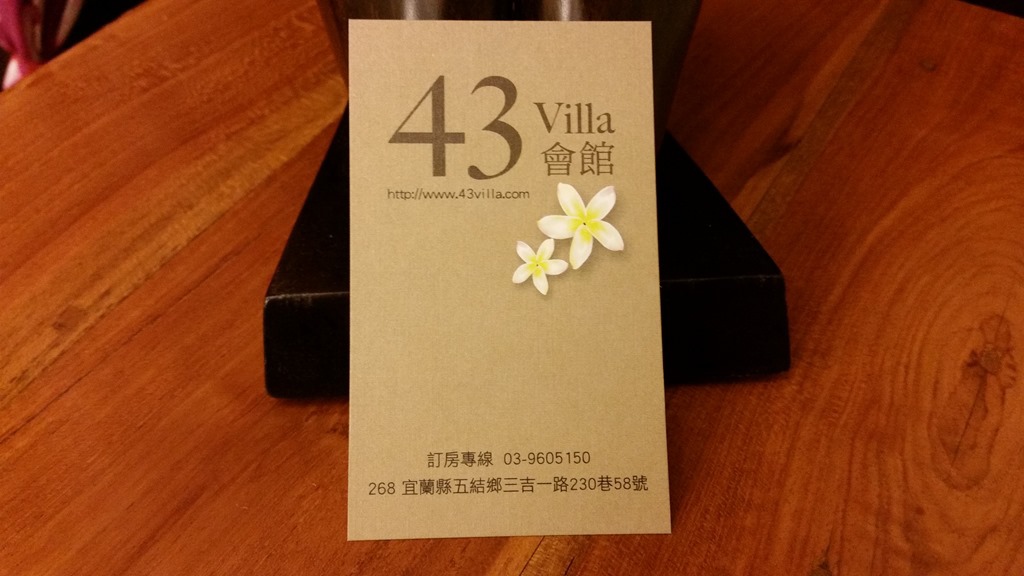 43 Villa
會館
http://www.43villa.com
訂房專線 03-9605150
268 宜蘭縣五結鄉三吉一路230巷58號